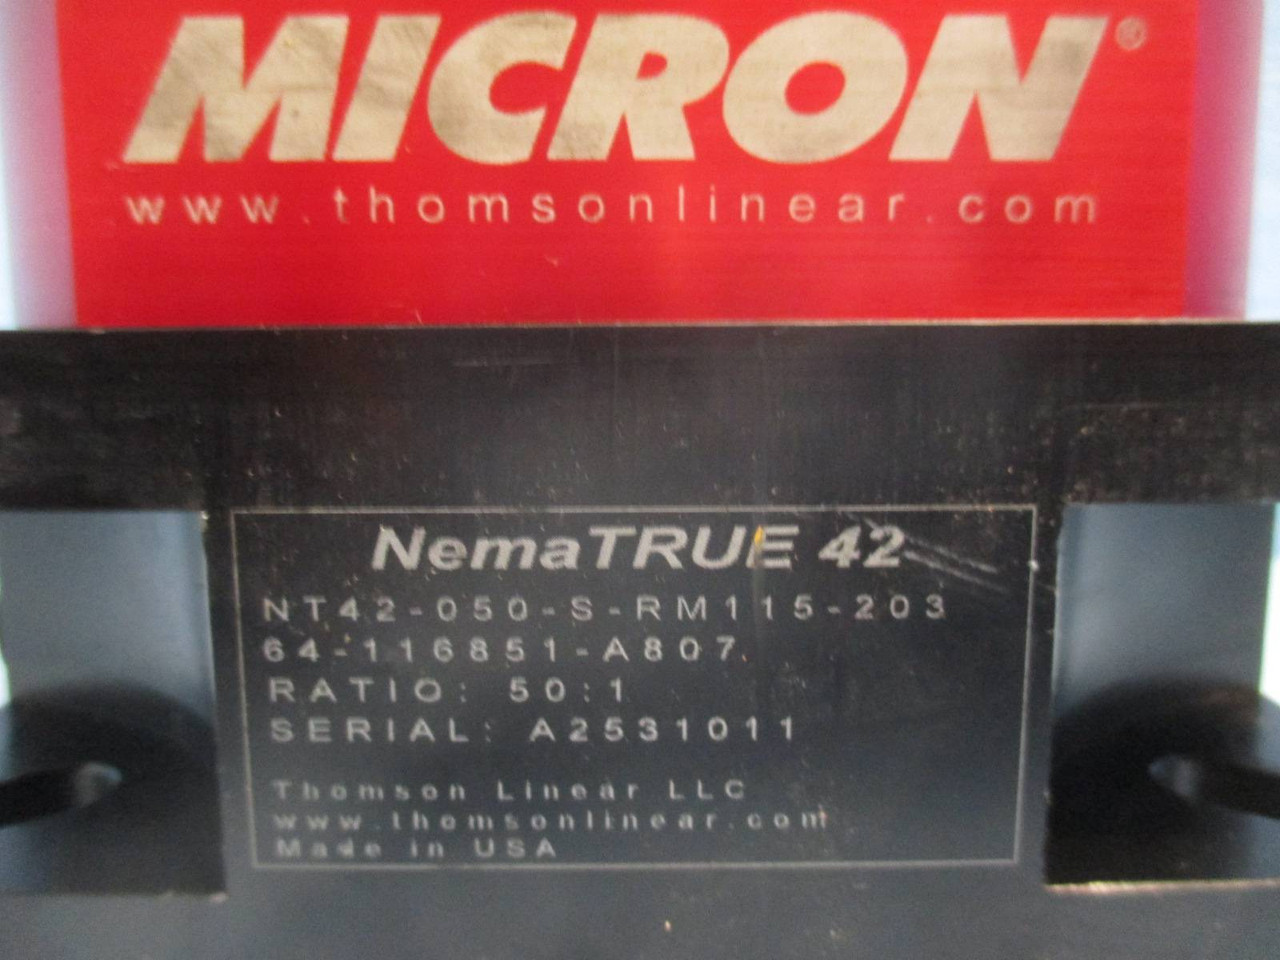 MICRON®
www.thomsonlinear.com
NemaTRUE 42
NT42-050-S-RM115-203
64-116851-A807
RATIO: 50:1
SERIAL: A2531011
Thomson Linear LLC
www.thomsonlinear.com
Made in USA